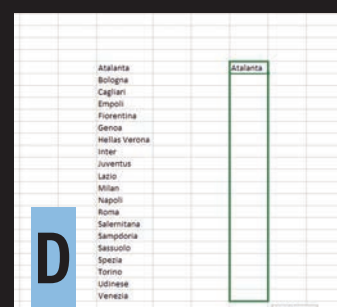 Atalanta Atalanta
Bologna
Cagliari
Empoli
Fiorentina
Genoa
Hellas Verona
Inter
Juventus
Lazio
Milan
Napoli
Roma
Salernitana
Sampdoria
Sassuolo
Spezia
Torino
Udinese
Venezia
D